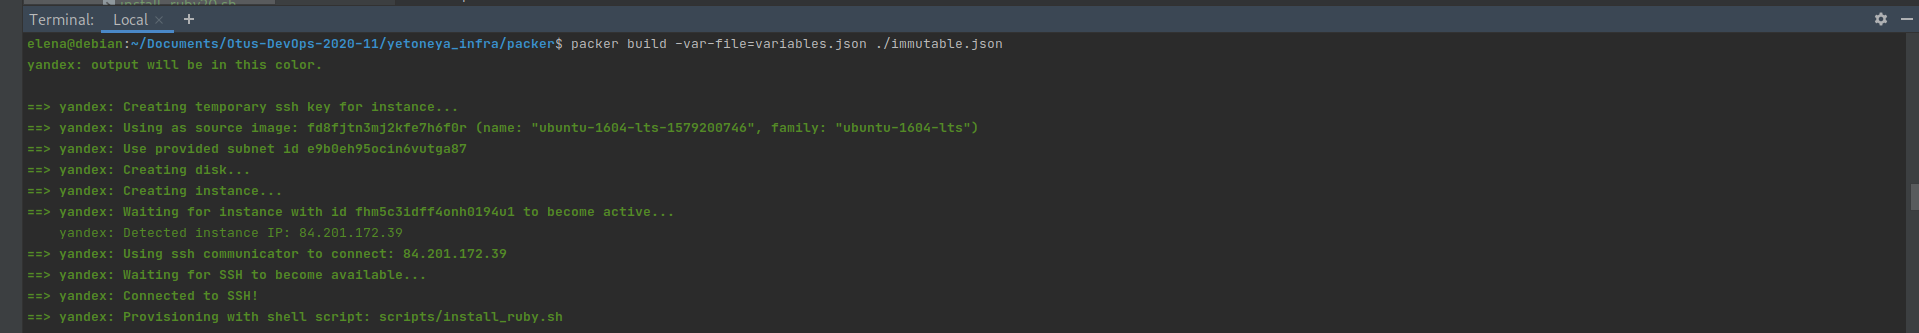 install_ruby20.sh
Terminal: Local × +
elena@debian:~/Documents/Otus-DevOps-2020-11/yetoneya_infra/packer$ packer build -var-file=variables.json ./immutable.json
yandex: output will be in this color.
==> yandex: Creating temporary ssh key for instance...
==> yandex: Using as source image: fd8fjtn3mj2kfe7h6f0r (name: "ubuntu-1604-lts-1579200746", family: "ubuntu-1604-lts")
==> yandex: Use provided subnet id e9b0eh95ocin6vutga87
==> yandex: Creating disk...
==> yandex: Creating instance...
==> yandex: Waiting for instance with id fhm5c3idff4onh0194u1 to become active...
yandex: Detected instance IP: 84.201.172.39
==> yandex: Using ssh communicator to connect: 84.201.172.39
==> yandex: Waiting for SSH to become available...
==> yandex: Connected to SSH!
==> yandex: Provisioning with shell script: scripts/install_ruby.sh